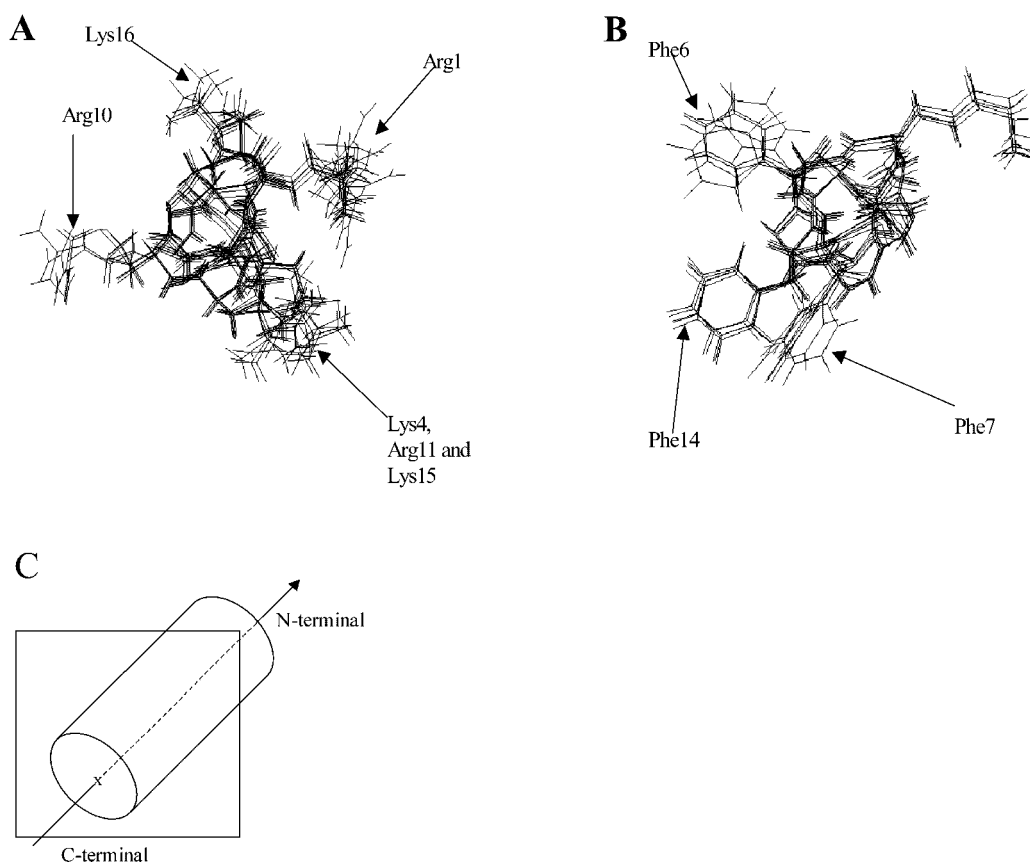 A
Lys16
Arg1
Arg10
Lys4,
Arg11 and
Lys15
B
Phe6
Phe14
Phe7
C
N-terminal
x
C-terminal